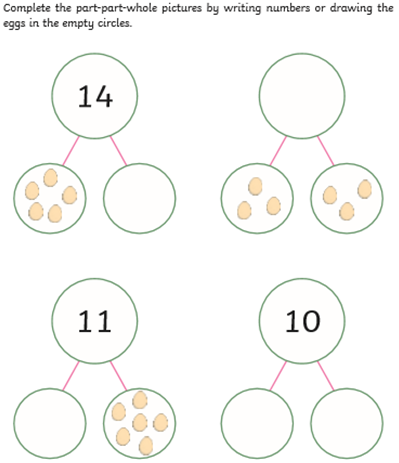 Complete the part-part-whole pictures by writing numbers or drawing the
eggs in the empty circles.
14
11
10